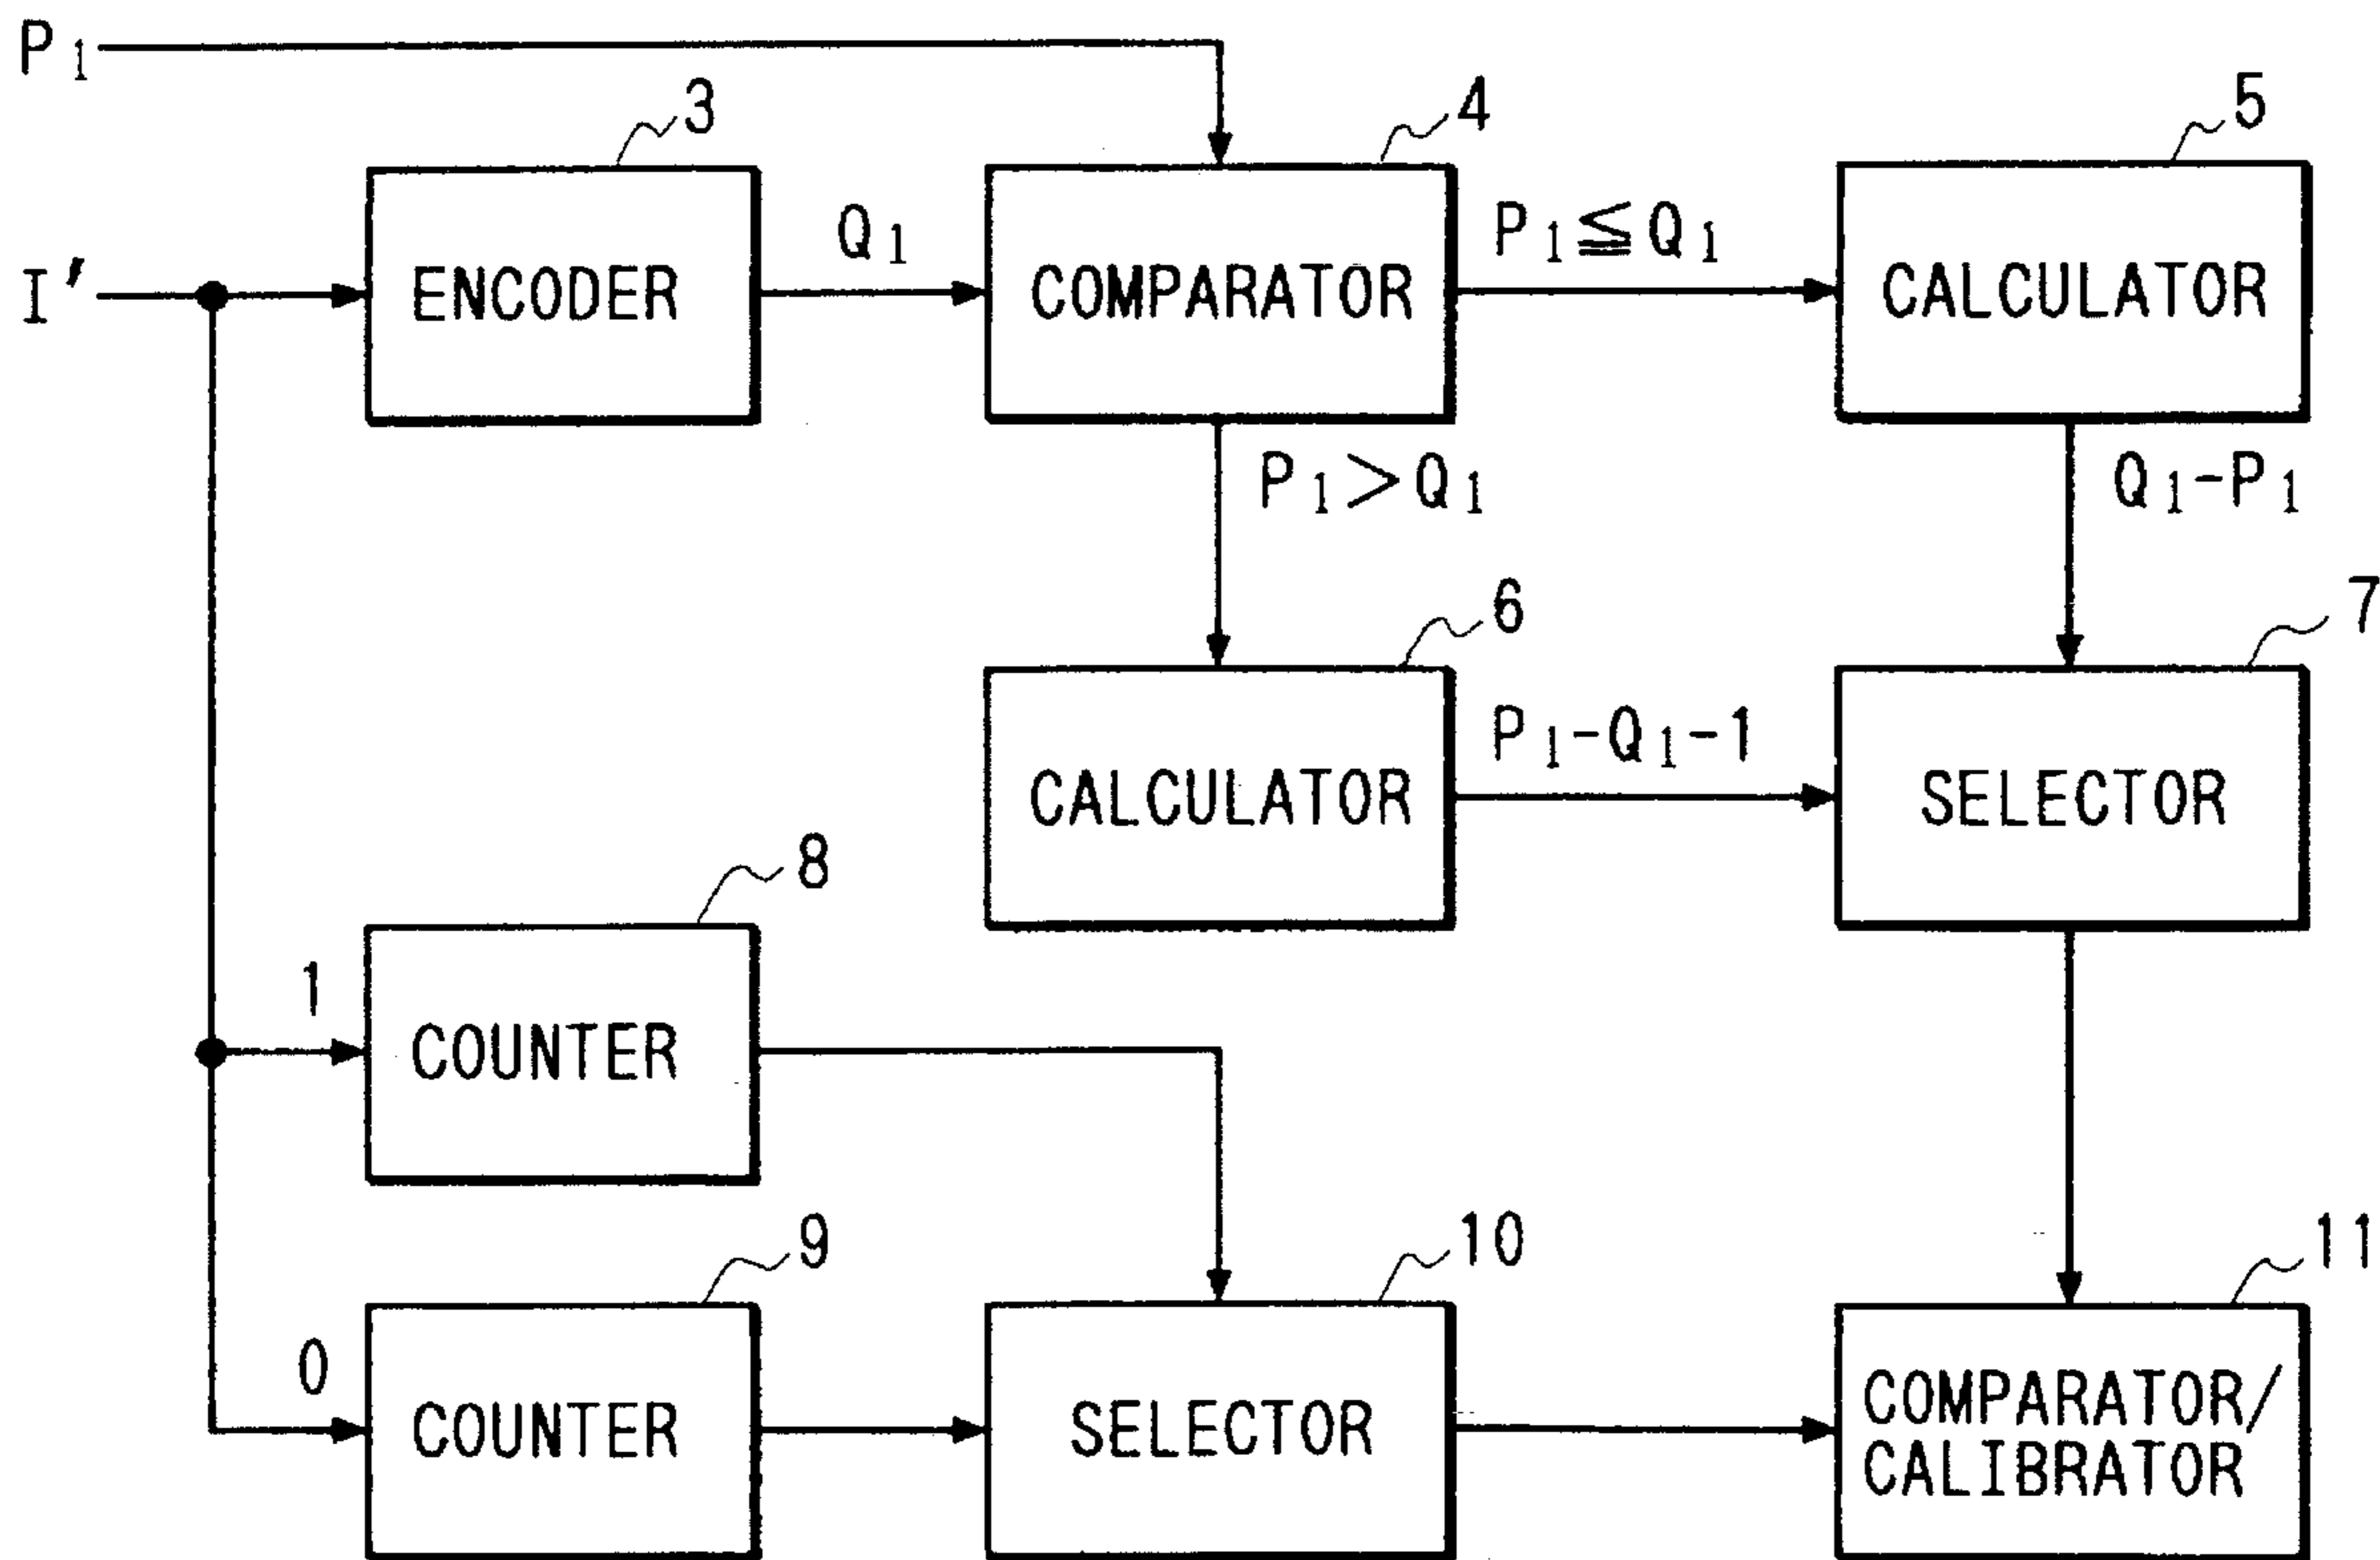 P1
3
4
5
I'
ENCODER
Q1
COMPARATOR
P1≦Q1
CALCULATOR
P1>Q1
Q1-P1
6
7
CALCULATOR
P1-Q1-1
SELECTOR
8
1
COUNTER
9
10
11
0
COUNTER
SELECTOR
COMPARATOR/
CALIBRATOR